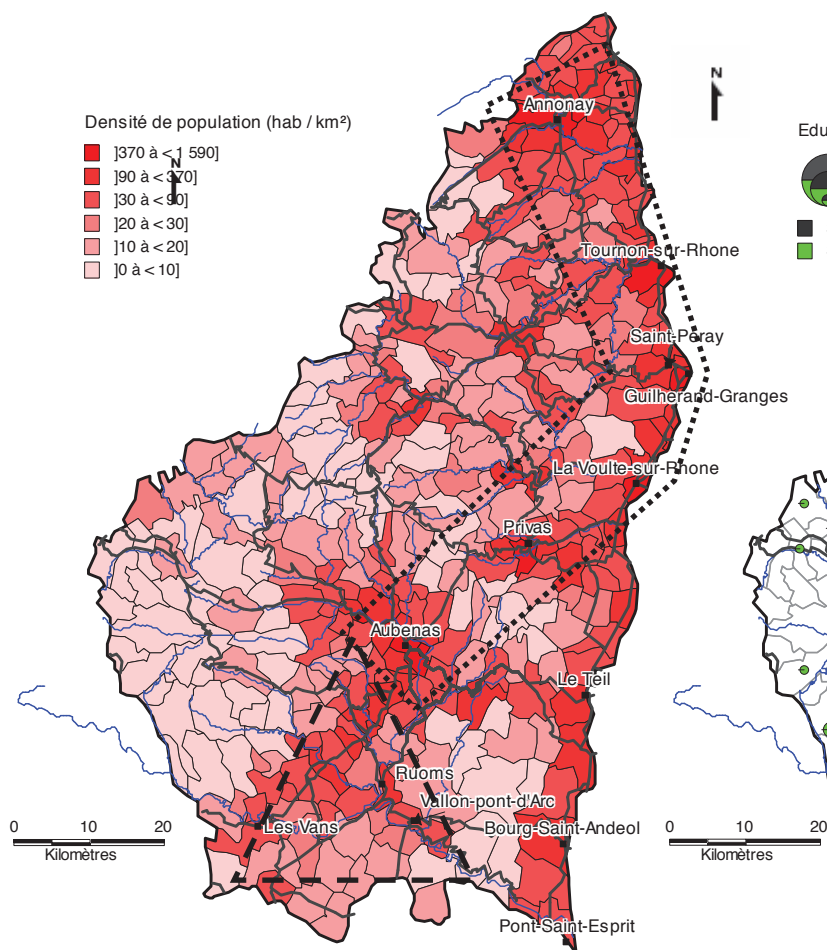 N
Annonay
Densité de population (hab / km²)
]370 à < 1 590]
N
]90 à < 370]
]30 à < 90]
]20 à < 30]
]10 à < 20]
]0 à < 10]
Edu
Tournon-sur-Rhone
Saint-Peray
Guilherand-Granges
La Voulte-sur-Rhone
Privas
Aubenas
Le Teil
Ruoms
Vallon-pont-d'Arc
Les Vans
Bourg-Saint-Andeol
0 10 20
Kilomètres
0 10 2
Kilomètres
Pont-Saint-Esprit